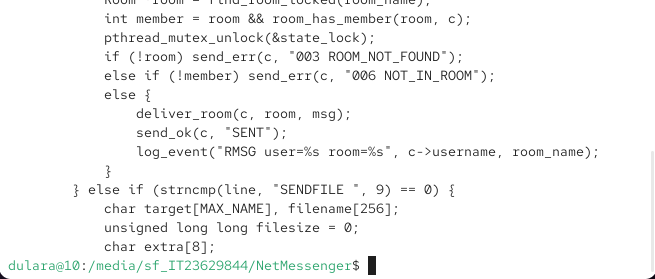 Room *room = find_room_locked(room_name);
int member = room && room_has_member(room, c);
pthread_mutex_unlock(&state_lock);
if (!room) send_err(c, "003 ROOM_NOT_FOUND");
else if (!member) send_err(c, "006 NOT_IN_ROOM");
else {
deliver_room(c, room, msg);
send_ok(c, "SENT");
log_event("RMSG user=%s room=%s", c->username, room_name);
}
} else if (strncmp(line, "SENDFILE ", 9) == 0) {
char target[MAX_NAME], filename[256];
unsigned long long filesize = 0;
char extra[8];
dulara@10:/media/sf_IT23629844/NetMessenger$